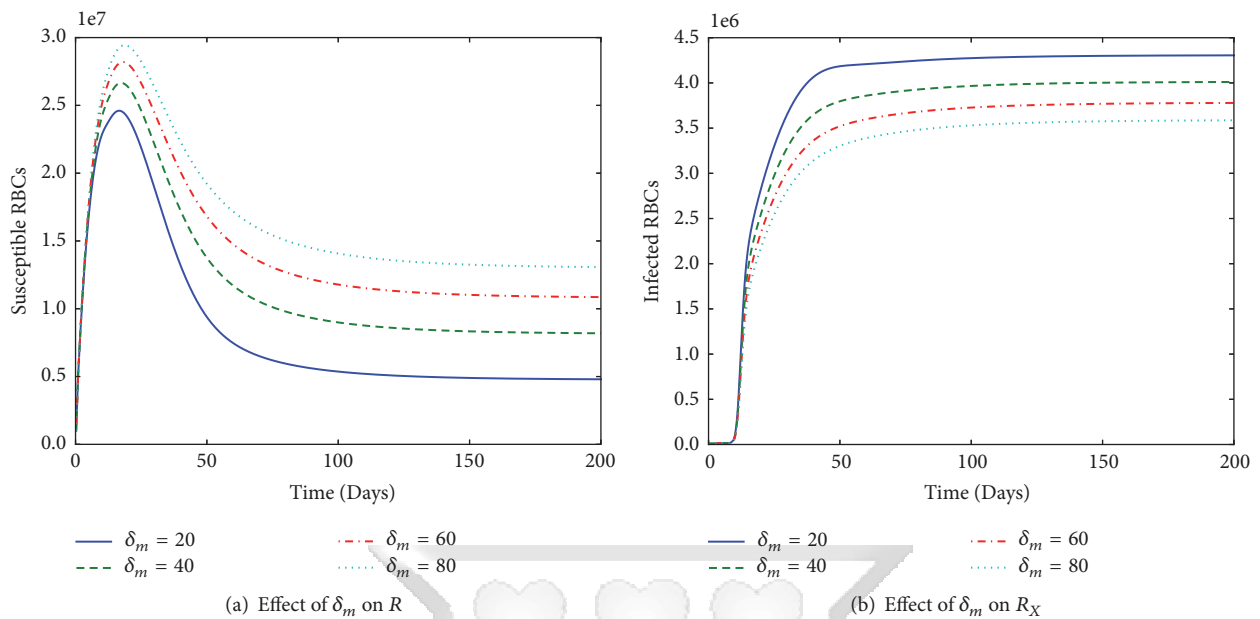 1e7
3.0
2.5
2.0
1.5
1.0
0.5
0.0
Susceptible RBCs
0 50 100 150 200
Time (Days)
δm = 20
δm = 40
δm = 60
δm = 80
(a) Effect of δm on R
1e6
4.5
4.0
3.5
3.0
2.5
2.0
1.5
1.0
0.5
0.0
Infected RBCs
0 50 100 150 200
Time (Days)
δm = 20
δm = 40
δm = 60
δm = 80
(b) Effect of δm on RX